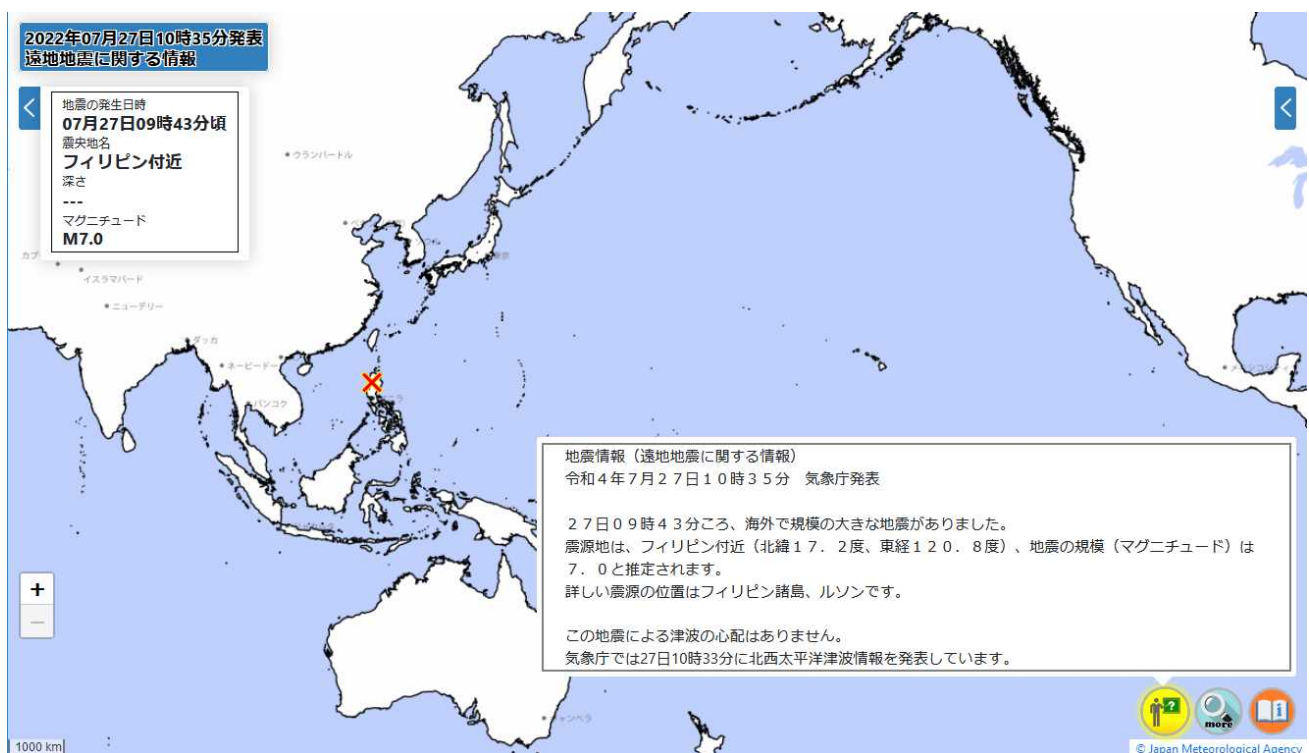 2022年07月27日10時35分発表
遠地地震に関する情報
地震の発生日時
07月27日09時43分頃
震央地名
フィリピン付近
深さ
---
マグニチュード
M7.0
ウランバートル
イスラマバード
ニューデリー
ダッカ
ネーピードー
バンコク
東京
地震情報(遠地地震に関する情報)
令和4年7月27日10時35分 気象庁発表
27日09時43分ころ、海外で規模の大きな地震がありました。
震源地は、フィリピン付近(北緯17.2度、東経120.8度)、地震の規模(マグニチュード)は
7.0と推定されます。
詳しい震源の位置はフィリピン諸島、ルソンです。
この地震による津波の心配はありません。
気象庁では27日10時33分に北西太平洋津波情報を発表しています。
+
−
more
1000 km
© Japan Meteorological Agency